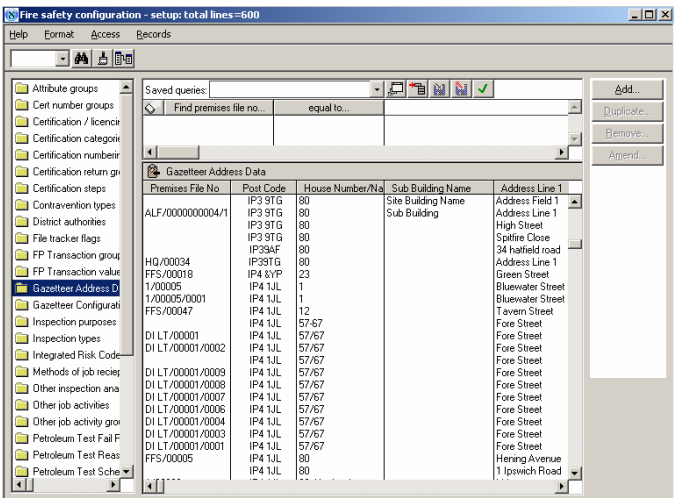 Fire safety configuration - setup: total lines=600
Help Format Access Records
Attribute groups
Cert number groups
Certification / licencin
Certification categorie
Certification numberin
Certification return gro
Certification steps
Contravention types
District authorities
File tracker flags
FP Transaction group
FP Transaction value
Gazetteer Address D
Gazetteer Configurati
Inspection purposes
Inspection types
Integrated Risk Code
Methods of job reciep
Other inspection ana
Other job activities
Other job activity grou
Petroleum Test Fail F
Petroleum Test Reas
Petroleum Test Sche
Saved queries:
Find premises file no... equal to...
Gazetteer Address Data
Premises File No Post Code House Number/Na Sub Building Name Address Line 1
IP3 9TG 80 Site Building Name Address Field 1
ALF/0000000004/1 IP3 9TG 80 Sub Building Address Line 1
IP3 9TG 80 High Street
IP3 9TG 80 Spitfire Close
IP39AF 80 34 hatfield road
HQ/00034 IP39TG 80 Address Line 1
FFS/00018 IP4 8YP 23 Green Street
1/00005 IP4 1JL 1 Bluewater Street
1/00005/0001 IP4 1JL 1 Bluewater Street
FFS/00047 IP4 1JL 12 Tavern Street
IP4 1JL 57-67 Fore Street
DI LT/00001 IP4 1JL 57/67 Fore Street
DI LT/00001/0002 IP4 1JL 57/67 Fore Street
IP4 1JL 57/67 Fore Street
DI LT/00001/0009 IP4 1JL 57/67 Fore Street
DI LT/00001/0008 IP4 1JL 57/67 Fore Street
DI LT/00001/0007 IP4 1JL 57/67 Fore Street
DI LT/00001/0006 IP4 1JL 57/67 Fore Street
DI LT/00001/0004 IP4 1JL 57/67 Fore Street
DI LT/00001/0003 IP4 1JL 57/67 Fore Street
DI LT/00001/0001 IP4 1JL 57/67 Fore Street
FFS/00005 IP4 1JL 80 Hening Avenue
IP4 1JL 80 1 Ipswich Road
Add...
Duplicate...
Remove...
Amend...